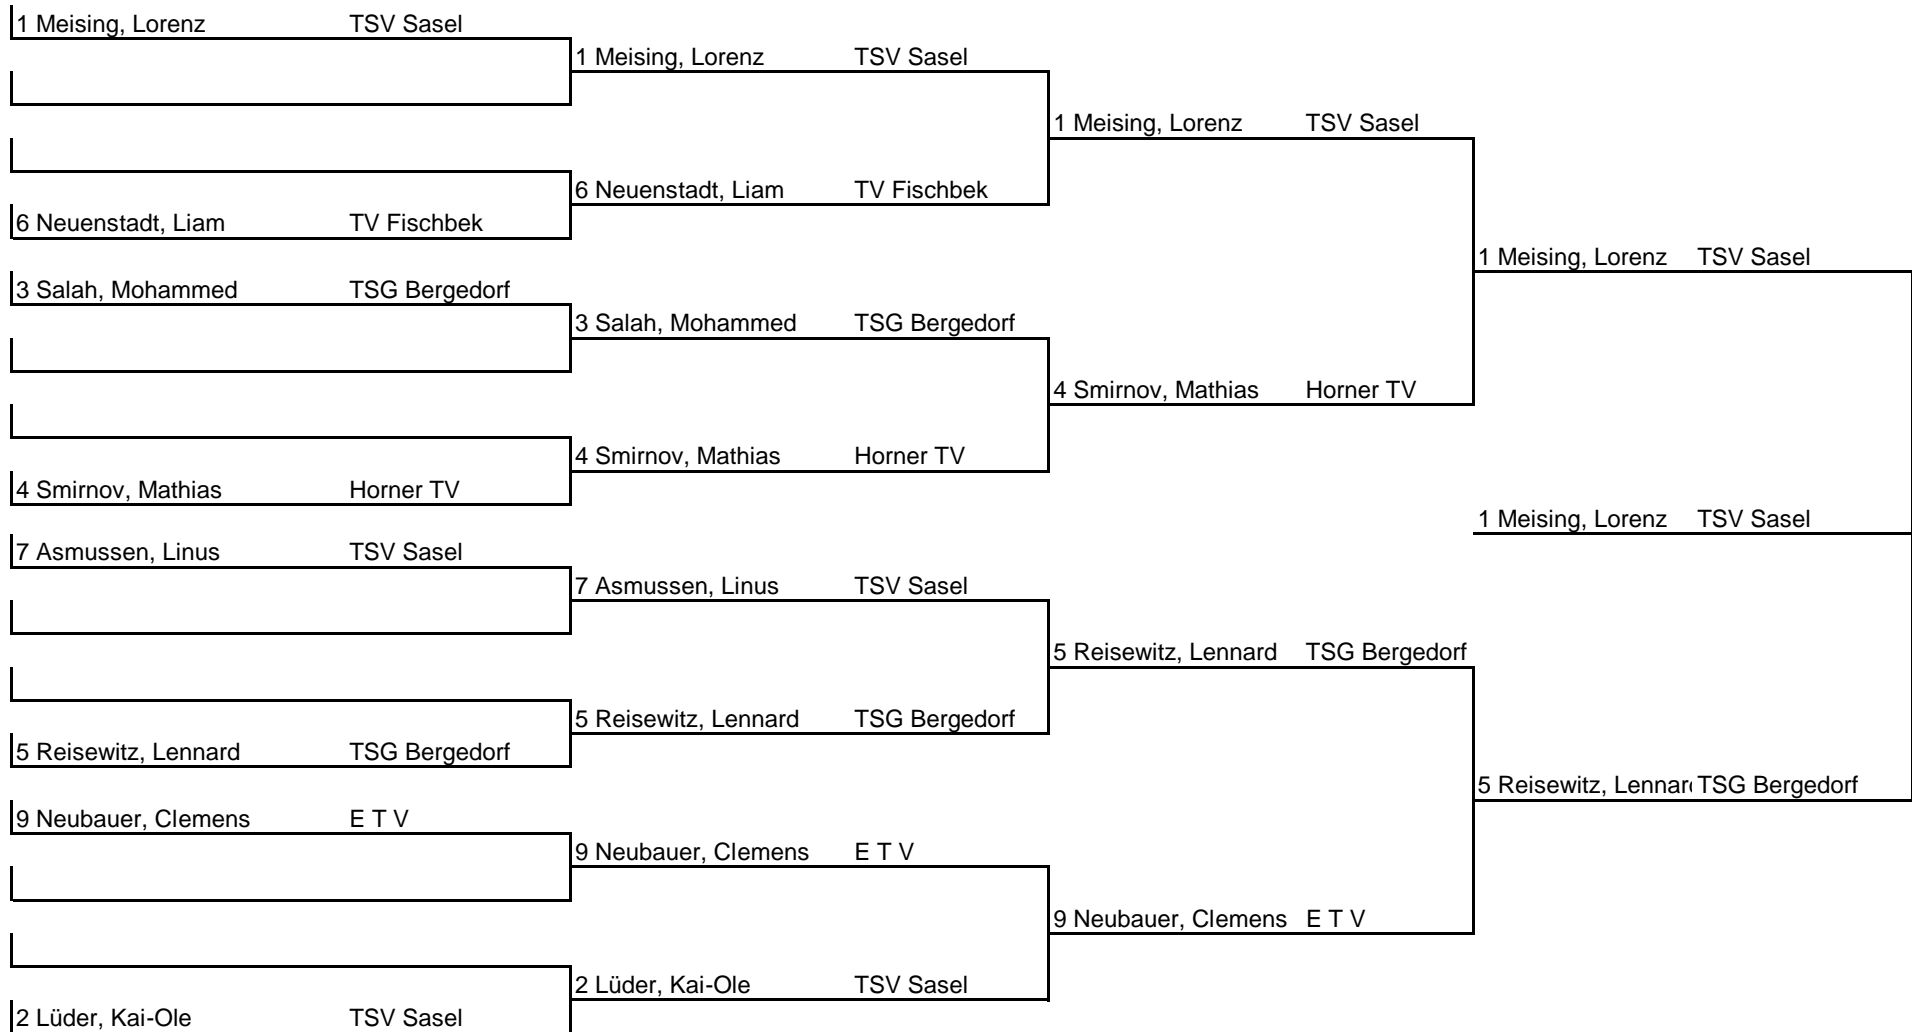 1 Meising, Lorenz TSV Sasel
1 Meising, Lorenz TSV Sasel
1 Meising, Lorenz TSV Sasel
6 Neuenstadt, Liam TV Fischbek
6 Neuenstadt, Liam TV Fischbek
1 Meising, Lorenz TSV Sasel
3 Salah, Mohammed TSG Bergedorf
3 Salah, Mohammed TSG Bergedorf
4 Smirnov, Mathias Horner TV
4 Smirnov, Mathias Horner TV
4 Smirnov, Mathias Horner TV
1 Meising, Lorenz TSV Sasel
7 Asmussen, Linus TSV Sasel
7 Asmussen, Linus TSV Sasel
5 Reisewitz, Lennard TSG Bergedorf
5 Reisewitz, Lennard TSG Bergedorf
5 Reisewitz, Lennard TSG Bergedorf
5 Reisewitz, Lennar TSG Bergedorf
9 Neubauer, Clemens E T V
9 Neubauer, Clemens E T V
9 Neubauer, Clemens E T V
2 Lüder, Kai-Ole TSV Sasel
2 Lüder, Kai-Ole TSV Sasel